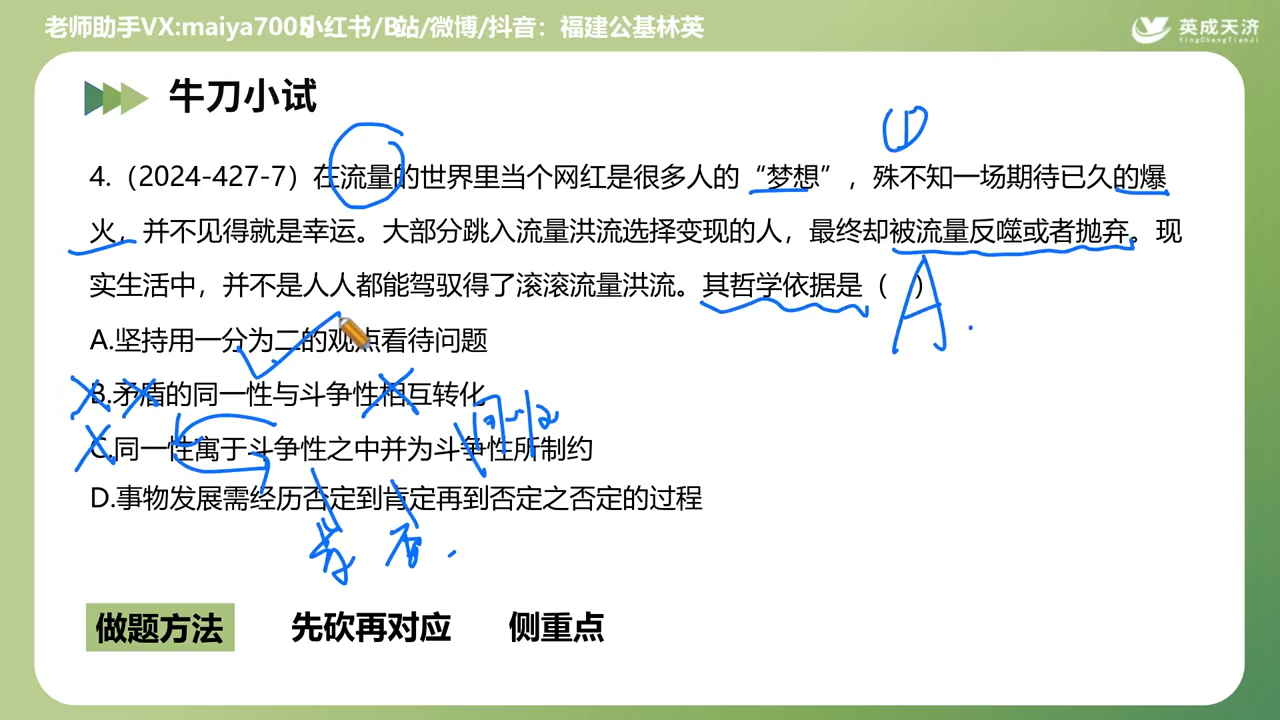 老师助手VX:maiya7005小红书/B站/微博/抖音：福建公基林英
英成天济
YingChengTianJi
牛刀小试
①
4.（2024-427-7）在流量的世界里当个网红是很多人的“梦想”，殊不知一场期待已久的爆
火，并不见得就是幸运。大部分跳入流量洪流选择变现的人，最终却被流量反噬或者抛弃。现
实生活中，并不是人人都能驾驭得了滚滚流量洪流。其哲学依据是（ ）
A.
A.坚持用一分为二的观点看待问题
B.矛盾的同一性与斗争性相互转化
C.同一性寓于斗争性之中并为斗争性所制约
D.事物发展需经历否定到肯定再到否定之否定的过程
肯 否
做题方法 先砍再对应 侧重点